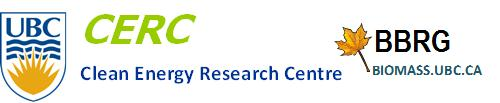 UBC
CERC
Clean Energy Research Centre
BBRG
BIOMASS.UBC.CA